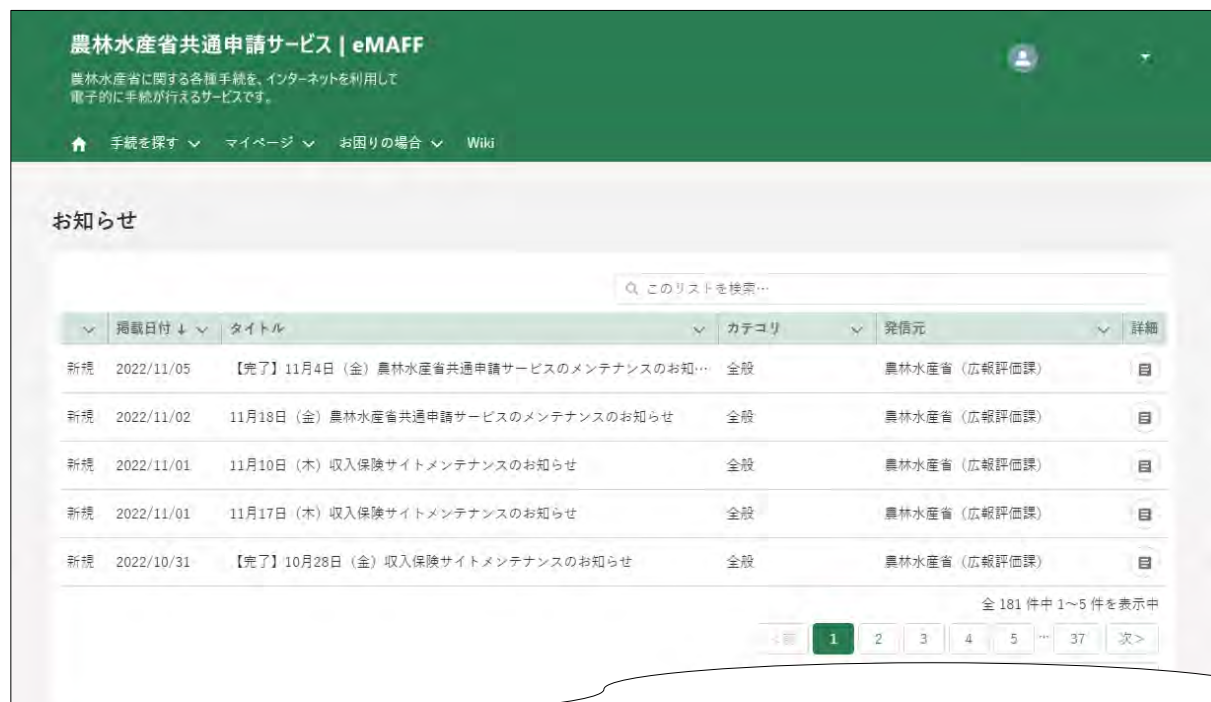 農林水産省共通申請サービス | eMAFF
農林水産省に関する各種手続を、インターネットを利用して
電子的に手続が行えるサービスです。
手続を探す マイページ お困りの場合 Wiki
お知らせ
このリストを検索…
掲載日付↓ タイトル カテゴリ 発信元 詳細
新規 2022/11/05 【完了】11月4日（金）農林水産省共通申請サービスのメンテナンスのお知… 全般 農林水産省（広報評価課）
新規 2022/11/02 11月18日（金）農林水産省共通申請サービスのメンテナンスのお知らせ 全般 農林水産省（広報評価課）
新規 2022/11/01 11月10日（木）収入保険サイトメンテナンスのお知らせ 全般 農林水産省（広報評価課）
新規 2022/11/01 11月17日（木）収入保険サイトメンテナンスのお知らせ 全般 農林水産省（広報評価課）
新規 2022/10/31 【完了】10月28日（金）収入保険サイトメンテナンスのお知らせ 全般 農林水産省（広報評価課）
全 181 件中 1～5 件を表示中
<前 1 2 3 4 5 … 37 次>